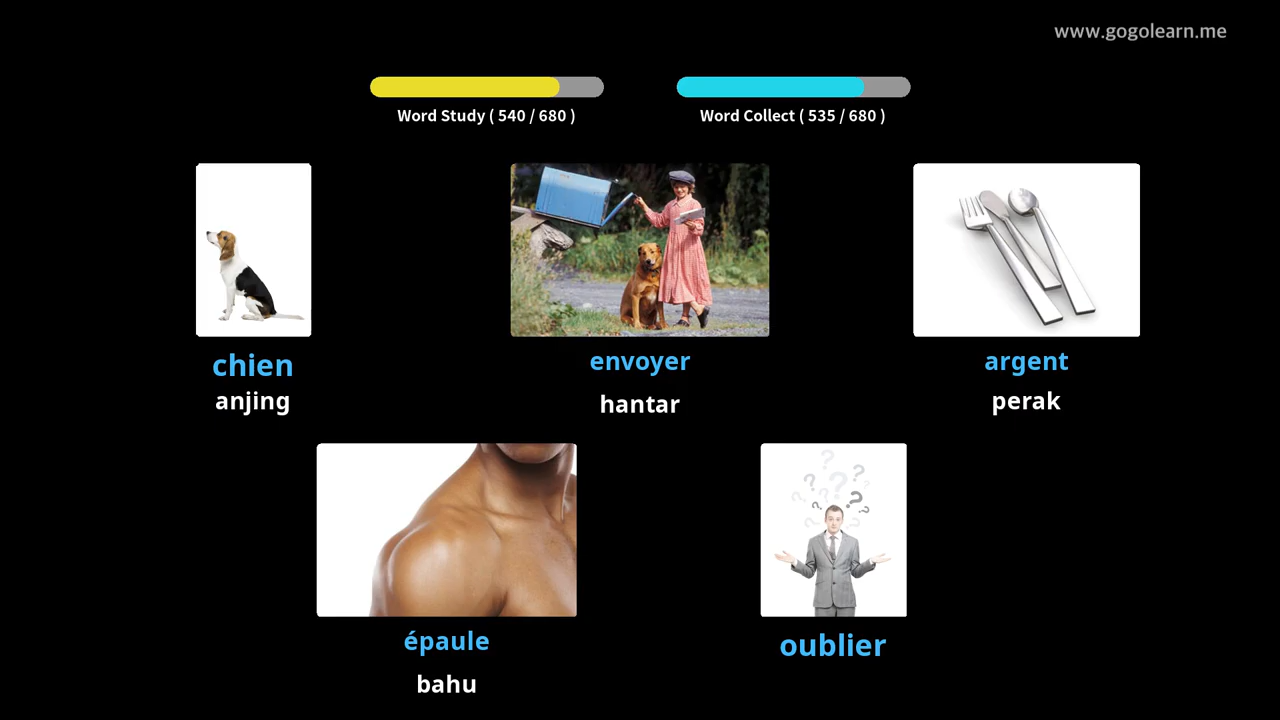 www.gogolearn.me
Word Study ( 540 / 680 )
Word Collect ( 535 / 680 )
chien
anjing
envoyer
hantar
argent
perak
épaule
bahu
oublier